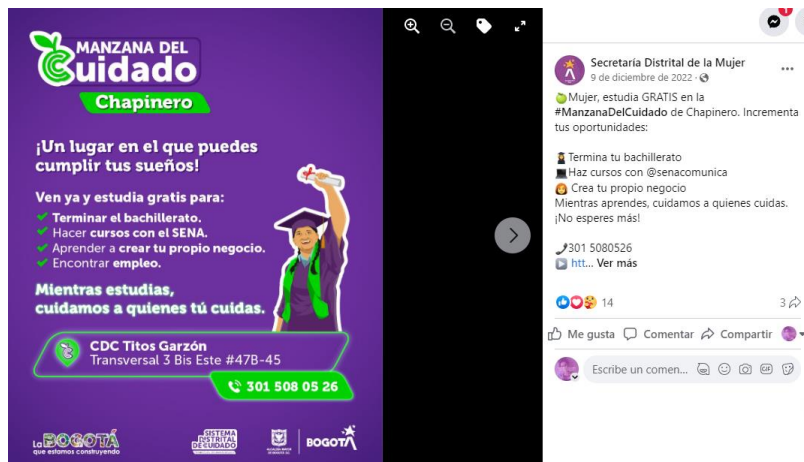 MANZANA DEL
Cuidado
Chapinero
¡Un lugar en el que puedes
cumplir tus sueños!
Ven ya y estudia gratis para:
Terminar el bachillerato.
Hacer cursos con el SENA.
Aprender a crear tu propio negocio.
Encontrar empleo.
Mientras estudias,
cuidamos a quienes tú cuidas.
CDC Titos Garzón
Transversal 3 Bis Este #47B-45
301 508 05 26
La BOGOTÁ
que estamos construyendo
SISTEMA
DISTRITAL
DE CUIDADO
BOGOTÁ
Secretaría Distrital de la Mujer
9 de diciembre de 2022 ·
Mujer, estudia GRATIS en la
#ManzanaDelCuidado de Chapinero. Incrementa
tus oportunidades:
Termina tu bachillerato
Haz cursos con @senacomunica
Crea tu propio negocio
Mientras aprendes, cuidamos a quienes cuidas.
¡No esperes más!
301 5080526
htt... Ver más
14
3
Me gusta Comentar Compartir
Escribe un comen... GIF